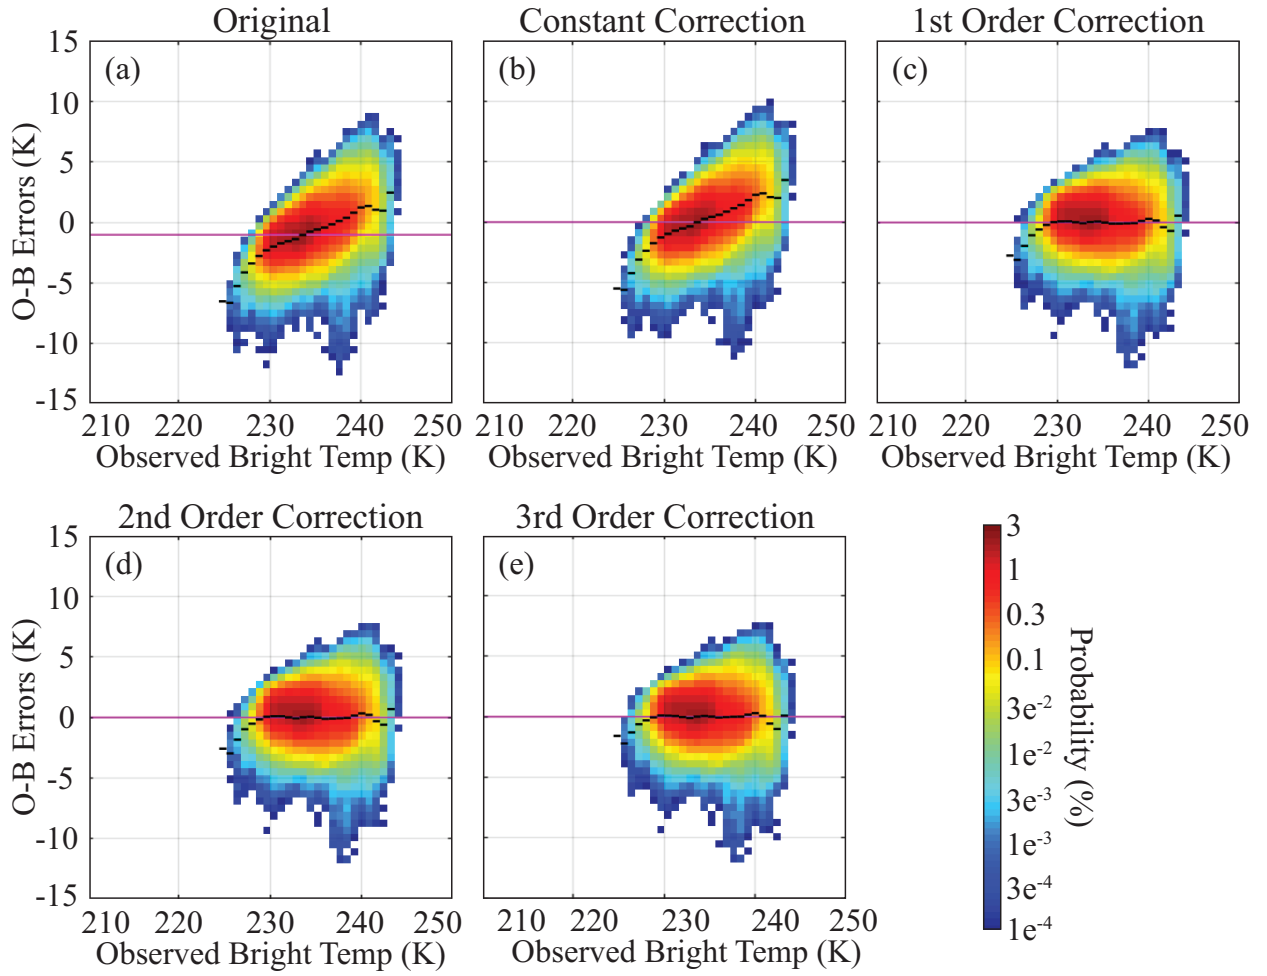 Original
Constant Correction
1st Order Correction
(a)
(b)
(c)
15
10
5
0
-5
-10
-15
O-B Errors (K)
210 220 230 240 250
210 220 230 240 250
210 220 230 240 250
Observed Bright Temp (K)
Observed Bright Temp (K)
Observed Bright Temp (K)
2nd Order Correction
3rd Order Correction
(d)
(e)
15
10
5
0
-5
-10
-15
O-B Errors (K)
210 220 230 240 250
210 220 230 240 250
Observed Bright Temp (K)
Observed Bright Temp (K)
3
1
0.3
0.1
3e-2
1e-2
3e-3
1e-3
3e-4
1e-4
Probability (%)